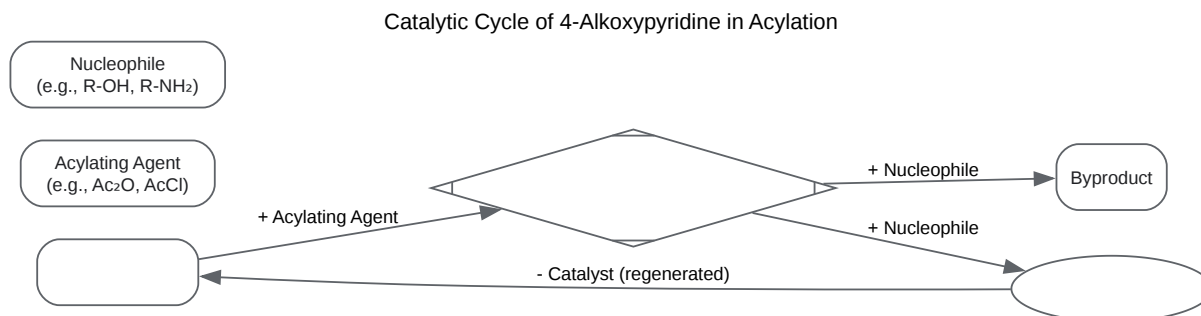 Catalytic Cycle of 4-Alkoxypyridine in Acylation
Nucleophile
(e.g., R-OH, R-NH₂)
Acylating Agent
(e.g., Ac₂O, AcCl)
+ Acylating Agent
+ Nucleophile
Byproduct
+ Nucleophile
- Catalyst (regenerated)